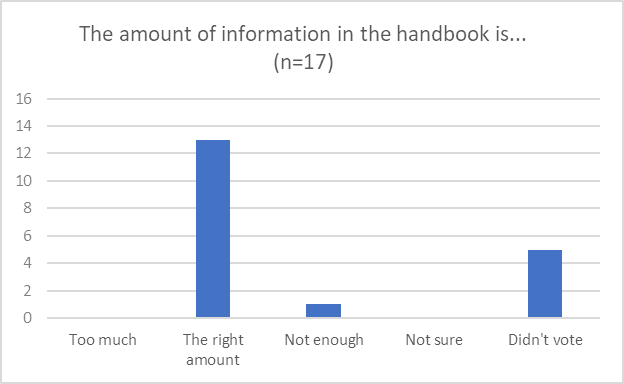 The amount of information in the handbook is...
(n=17)
16
14
12
10
8
6
4
2
0
Too much
The right
amount
Not enough
Not sure
Didn't vote